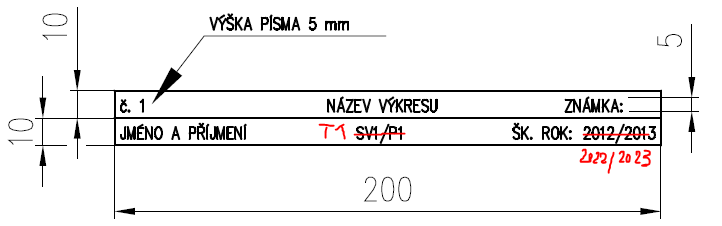 VÝŠKA PÍSMA 5 mm
10
5
č. 1 NÁZEV VÝKRESU ZNÁMKA:
10
JMÉNO A PŘÍJMENÍ T1 SV1/P1 ŠK. ROK: 2012/2013
2022/2023
200